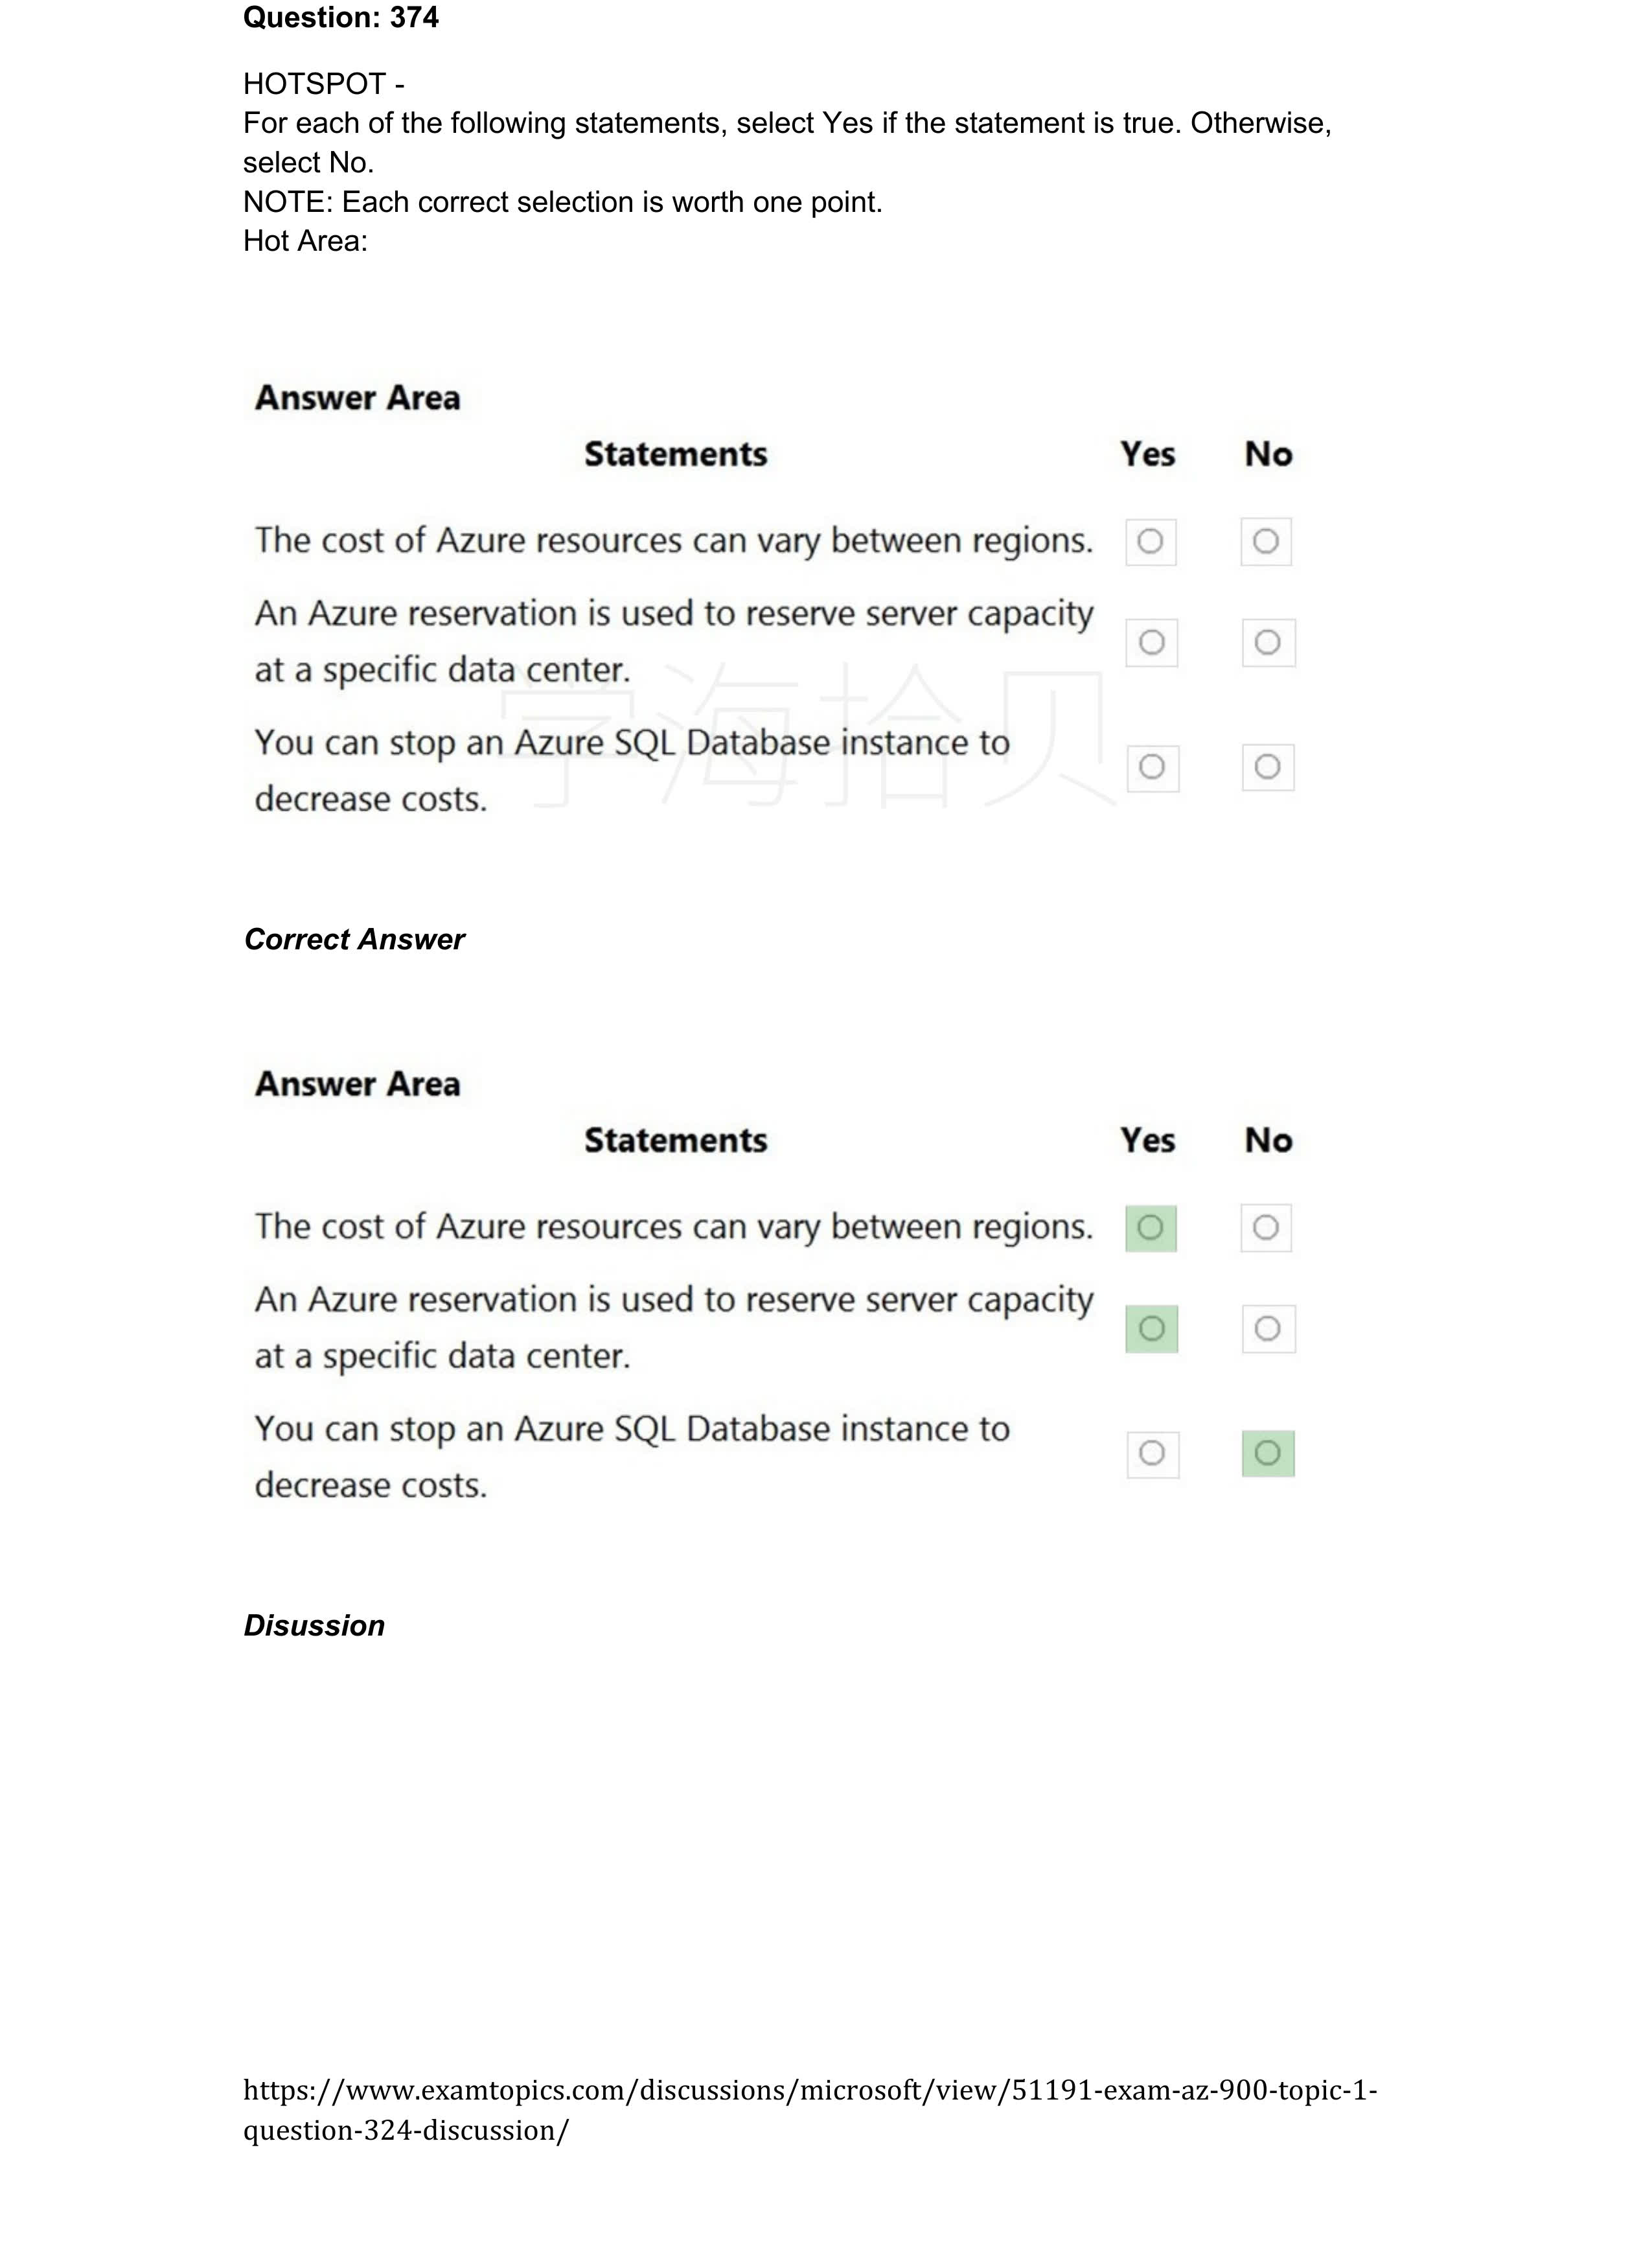 Question: 374
HOTSPOT -
For each of the following statements, select Yes if the statement is true. Otherwise,
select No.
NOTE: Each correct selection is worth one point.
Hot Area:
Answer Area
Statements Yes No
The cost of Azure resources can vary between regions.
An Azure reservation is used to reserve server capacity
at a specific data center.
学海拾贝
You can stop an Azure SQL Database instance to
decrease costs.
Correct Answer
Answer Area
Statements Yes No
The cost of Azure resources can vary between regions.
An Azure reservation is used to reserve server capacity
at a specific data center.
You can stop an Azure SQL Database instance to
decrease costs.
Disussion
https://www.examtopics.com/discussions/microsoft/view/51191-exam-az-900-topic-1-
question-324-discussion/